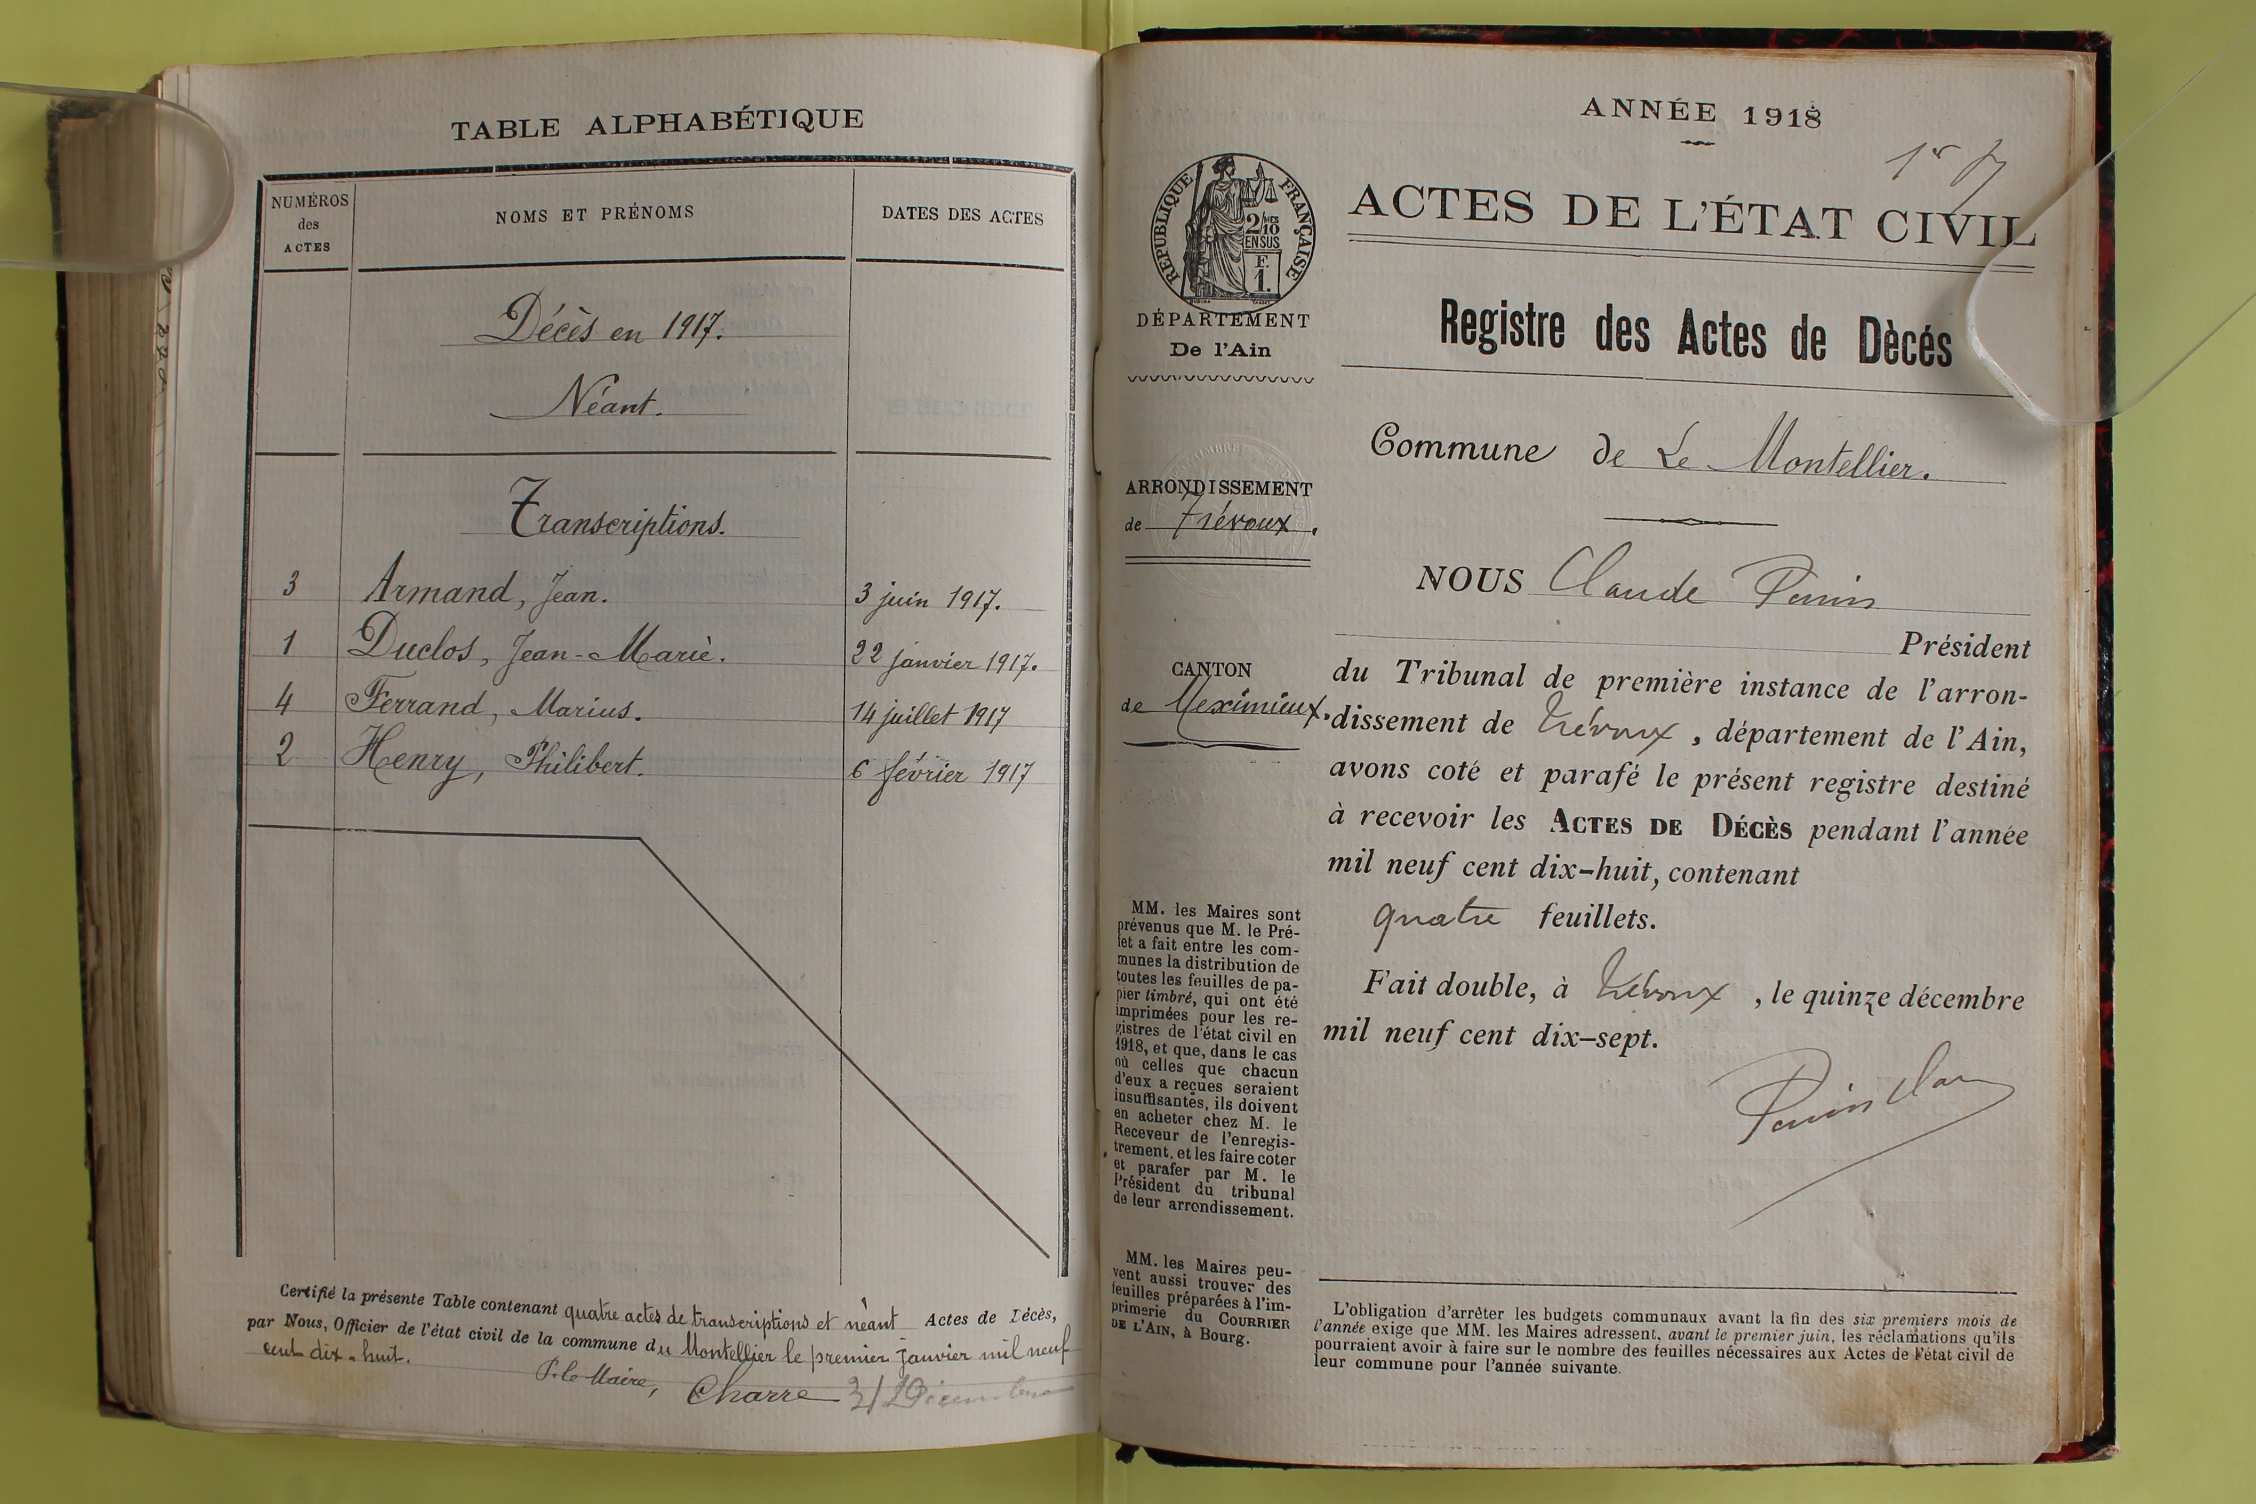 TABLE ALPHABÉTIQUE
NUMÉROS
des
ACTES
NOMS ET PRÉNOMS
DATES DES ACTES
Décès en 1917.
Néant.
Transcriptions.
3 Armand, Jean. 3 juin 1917.
1 Duclos, Jean-Marie. 22 janvier 1917.
4 Ferrand, Marius. 14 juillet 1917
2 Henry, Philibert. 6 février 1917
Certifié la présente Table contenant quatre actes de transcriptions et néant Actes de Décès,
par Nous, Officier de l'état civil de la commune du Montellier le premier janvier mil neuf
cent dix-huit.
P. le Maire, Charre
ANNÉE 1918
RÉPUBLIQUE FRANÇAISE
2/MES
10
EN SUS
F.
1.
DÉPARTEMENT
De l'Ain
ARRONDISSEMENT
de Trévoux.
CANTON
de Meximieux.
MM. les Maires sont
prévenus que M. le Pré-
fet a fait entre les com-
munes la distribution de
toutes les feuilles de pa-
pier timbré, qui ont été
imprimées pour les re-
gistres de l'état civil en
1918, et que, dans le cas
où celles que chacun
d'eux a reçues seraient
insuffisantes, ils doivent
en acheter chez M. le
Receveur de l'enregis-
trement, et les faire coter
et parafer par M. le
Président du tribunal
de leur arrondissement.
MM. les Maires peu-
vent aussi trouver des
feuilles préparées à l'im-
primerie du COURRIER
DE L'AIN, à Bourg.
ACTES DE L'ÉTAT CIVIL
Registre des Actes de Dècés
Commune de Le Montellier.
NOUS Claude Perrin
Président
du Tribunal de première instance de l'arron-
dissement de Trévoux, département de l'Ain,
avons coté et parafé le présent registre destiné
à recevoir les ACTES DE DÉCÈS pendant l'année
mil neuf cent dix-huit, contenant
quatre feuillets.
Fait double, à Trévoux, le quinze décembre
mil neuf cent dix-sept.
L'obligation d'arrêter les budgets communaux avant la fin des six premiers mois de
l'année exige que MM. les Maires adressent, avant le premier juin, les réclamations qu'ils
pourraient avoir à faire sur le nombre des feuilles nécessaires aux Actes de l'état civil de
leur commune pour l'année suivante.